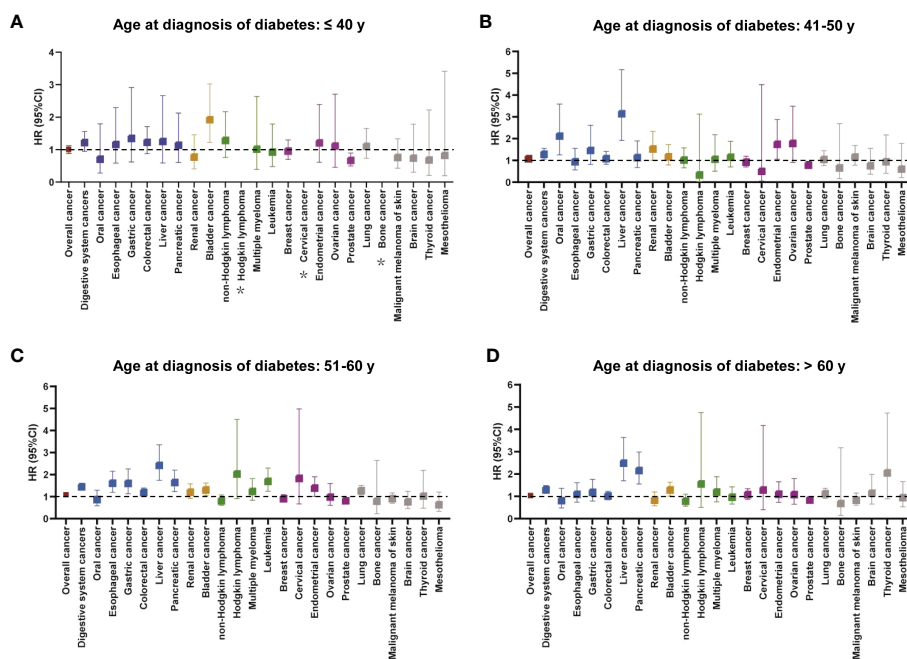 A
Age at diagnosis of diabetes: ≤ 40 y
HR (95%CI)
4
3
2
1
0
Overall cancer
Digestive system cancers
Oral cancer
Esophageal cancer
Gastric cancer
Colorectal cancer
Liver cancer
Pancreatic cancer
Renal cancer
Bladder cancer
non-Hodgkin lymphoma
* Hodgkin lymphoma
Multiple myeloma
Leukemia
Breast cancer
* Cervical cancer
Endometrial cancer
Ovarian cancer
Prostate cancer
Lung cancer
* Bone cancer
Malignant melanoma of skin
Brain cancer
Thyroid cancer
Mesothelioma
B
Age at diagnosis of diabetes: 41-50 y
HR (95%CI)
6
5
4
3
2
1
0
Overall cancer
Digestive system cancers
Oral cancer
Esophageal cancer
Gastric cancer
Colorectal cancer
Liver cancer
Pancreatic cancer
Renal cancer
Bladder cancer
non-Hodgkin lymphoma
Hodgkin lymphoma
Multiple myeloma
Leukemia
Breast cancer
Cervical cancer
Endometrial cancer
Ovarian cancer
Prostate cancer
Lung cancer
Bone cancer
Malignant melanoma of skin
Brain cancer
Thyroid cancer
Mesothelioma
C
Age at diagnosis of diabetes: 51-60 y
HR (95%CI)
6
5
4
3
2
1
0
Overall cancer
Digestive system cancers
Oral cancer
Esophageal cancer
Gastric cancer
Colorectal cancer
Liver cancer
Pancreatic cancer
Renal cancer
Bladder cancer
non-Hodgkin lymphoma
Hodgkin lymphoma
Multiple myeloma
Leukemia
Breast cancer
Cervical cancer
Endometrial cancer
Ovarian cancer
Prostate cancer
Lung cancer
Bone cancer
Malignant melanoma of skin
Brain cancer
Thyroid cancer
Mesothelioma
D
Age at diagnosis of diabetes: > 60 y
HR (95%CI)
6
5
4
3
2
1
0
Overall cancer
Digestive system cancers
Oral cancer
Esophageal cancer
Gastric cancer
Colorectal cancer
Liver cancer
Pancreatic cancer
Renal cancer
Bladder cancer
non-Hodgkin lymphoma
Hodgkin lymphoma
Multiple myeloma
Leukemia
Breast cancer
Cervical cancer
Endometrial cancer
Ovarian cancer
Prostate cancer
Lung cancer
Bone cancer
Malignant melanoma of skin
Brain cancer
Thyroid cancer
Mesothelioma